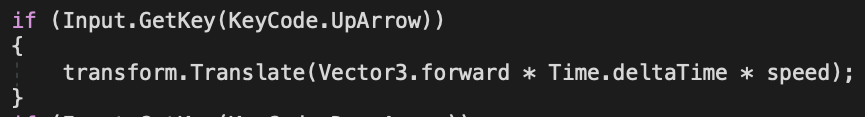 if (Input.GetKey(KeyCode.UpArrow))
{
transform.Translate(Vector3.forward * Time.deltaTime * speed);
}